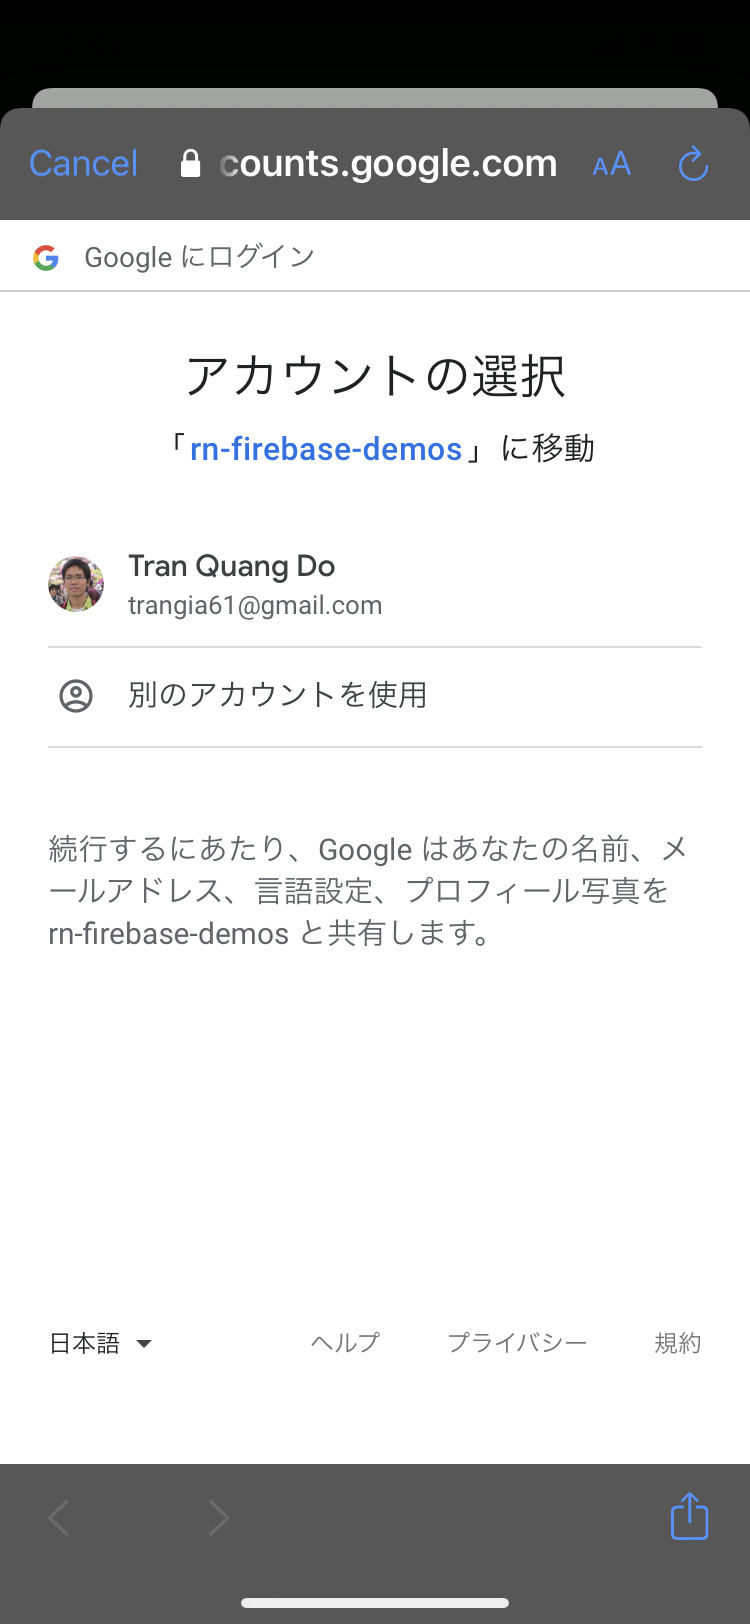 Cancel
counts.google.com
AA
Google にログイン
アカウントの選択
「rn-firebase-demos」に移動
Tran Quang Do
trangia61@gmail.com
別のアカウントを使用
続行するにあたり、Google はあなたの名前、メ
ールアドレス、言語設定、プロフィール写真を
rn-firebase-demos と共有します。
日本語
ヘルプ
プライバシー
規約